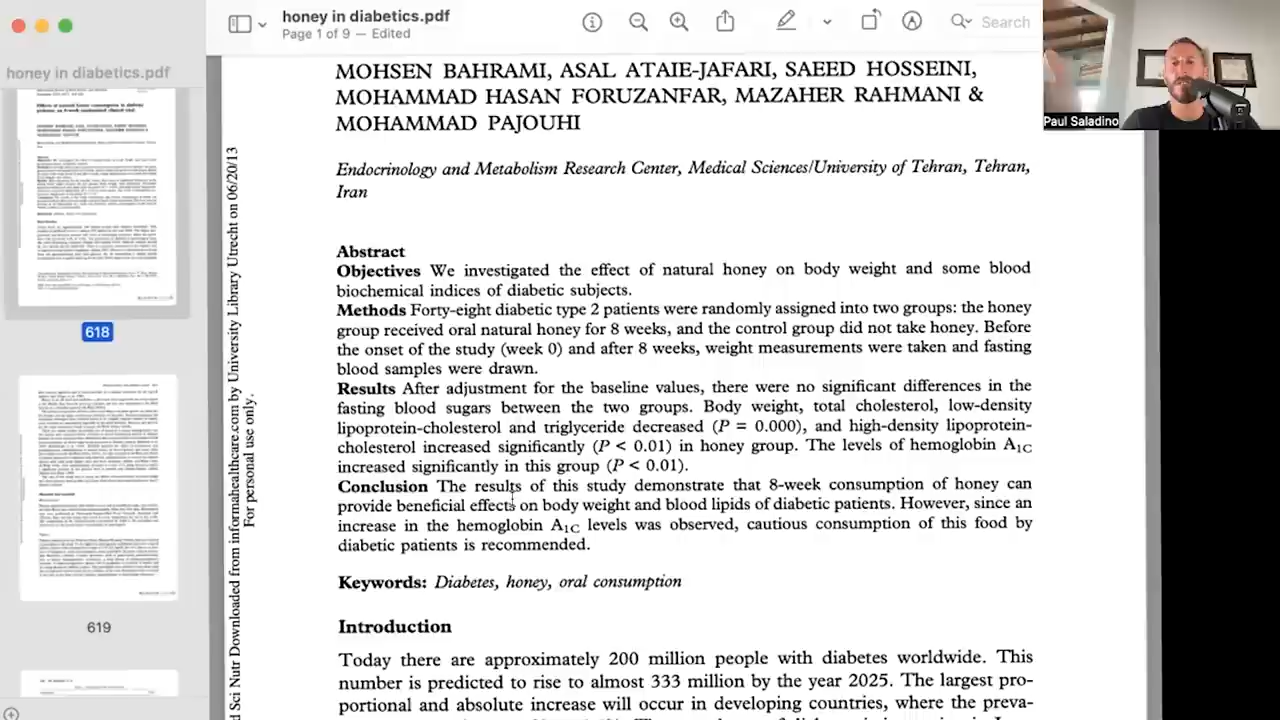 honey in diabetics.pdf
Page 1 of 9 — Edited
Search
honey in diabetics.pdf
618
619
Paul Saladino
MOHSEN BAHRAMI, ASAL ATAIE-JAFARI, SAEED HOSSEINI,
MOHAMMAD HASAN FORUZANFAR, MAZAHER RAHMANI &
MOHAMMAD PAJOUHI
Endocrinology and Metabolism Research Center, Medical Sciences/University of Tehran, Tehran,
Iran
Abstract
Objectives We investigated the effect of natural honey on body weight and some blood
biochemical indices of diabetic subjects.
Methods Forty-eight diabetic type 2 patients were randomly assigned into two groups: the honey
group received oral natural honey for 8 weeks, and the control group did not take honey. Before
the onset of the study (week 0) and after 8 weeks, weight measurements were taken and fasting
blood samples were drawn.
Results After adjustment for the baseline values, there were no significant differences in the
fasting blood sugar between the two groups. Body weight, total cholesterol, low-density
lipoprotein-cholesterol and triglyceride decreased (P = 0.000), and high-density lipoprotein-
cholesterol increased significantly (P < 0.01) in honey group. The levels of hemoglobin A1C
increased significantly in honey group (P < 0.01).
Conclusion The results of this study demonstrate that 8-week consumption of honey can
provide beneficial effects on body weight and blood lipids of diabetic patients. However, since an
increase in the hemoglobin A1C levels was observed, cautious consumption of this food by
diabetic patients is recommended.
Keywords: Diabetes, honey, oral consumption
Introduction
Today there are approximately 200 million people with diabetes worldwide. This
number is predicted to rise to almost 333 million by the year 2025. The largest pro-
portional and absolute increase will occur in developing countries, where the preva-
d Sci Nutr Downloaded from informahealthcare.com by University Library Utrecht on 06/20/13
For personal use only.